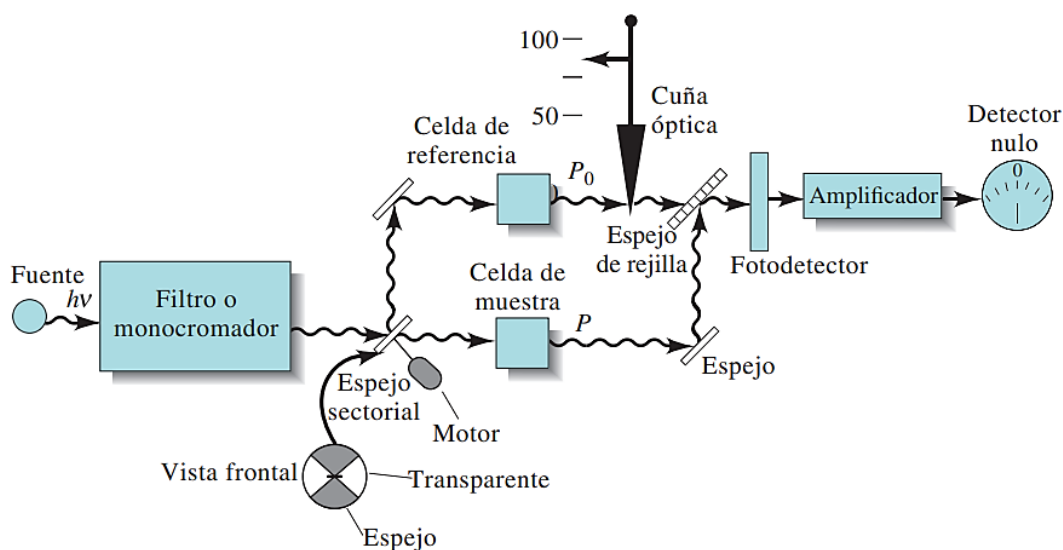 100
50
Cuña
óptica
Detector
nulo
0
Celda de
referencia
P0
Amplificador
Espejo
de rejilla
Fotodetector
Fuente
hν
Filtro o
monocromador
Celda de
muestra
P
Espejo
Espejo
sectorial
Motor
Vista frontal
Transparente
Espejo